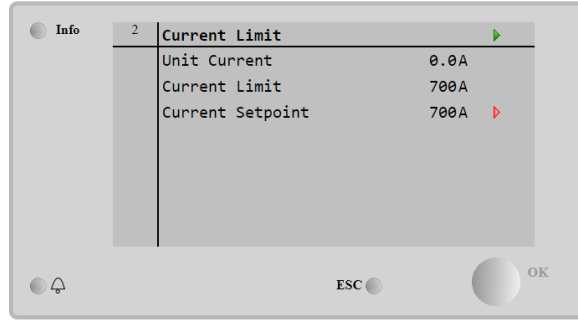 Info
2 Current Limit
Unit Current 0.0A
Current Limit 700A
Current Setpoint 700A
ESC
OK